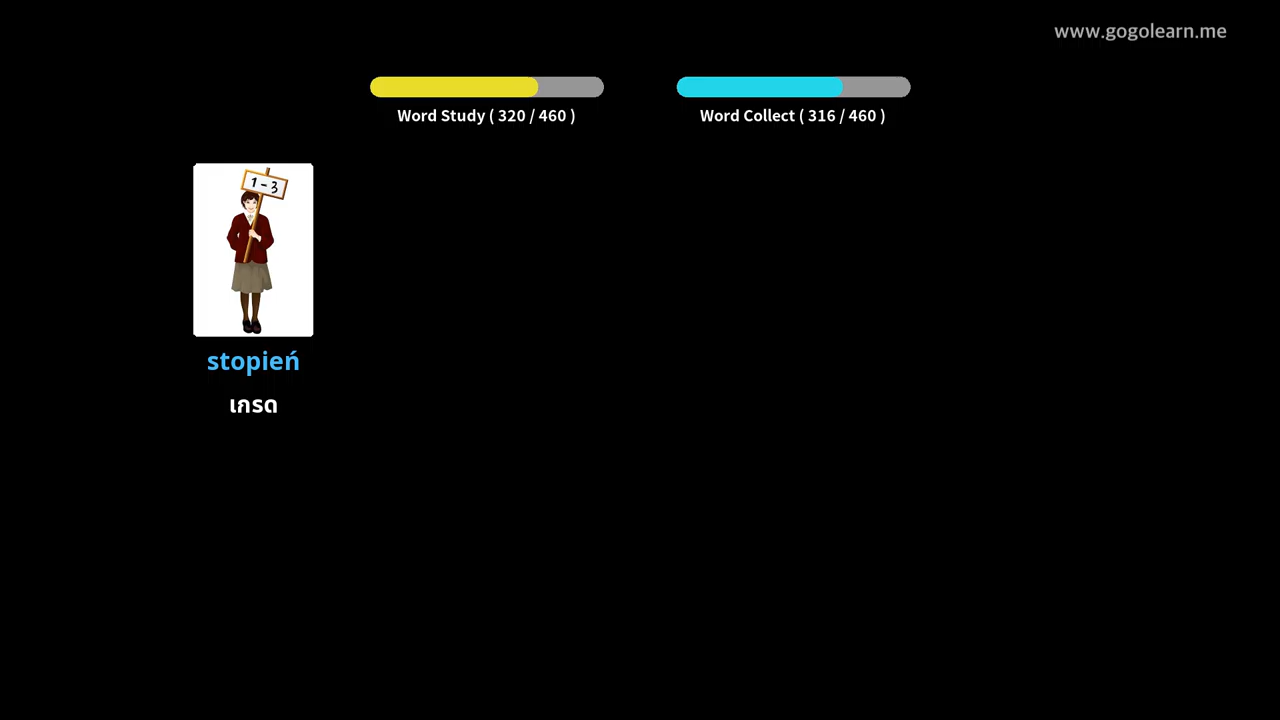 www.gogolearn.me
Word Study ( 320 / 460 )
Word Collect ( 316 / 460 )
1 - 3
stopień
เกรด